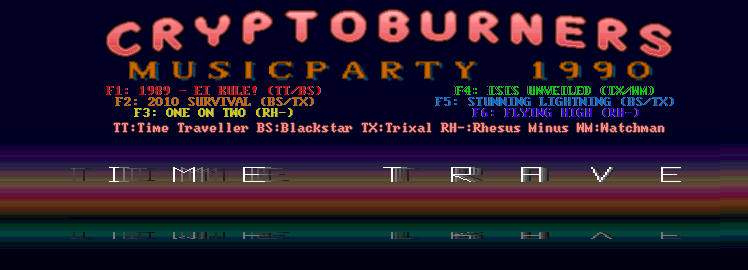 CRYPTOBURNERS
MUSICPARTY 1990
F1: 1989 - EI KULE! (TT/BS)
F4: ISIS UNVEILED (TX/WM)
F2: 2010 SURVIVAL (BS/TX)
F5: STUNNING LIGHTNING (BS/TX)
F3: ONE ON TWO (RH-)
F6: FLYING HIGH (RH-)
TT:Time Traveller BS:Blackstar TX:Trixal RH-:Rhesus Minus WM:Watchman
TIME TRAVE